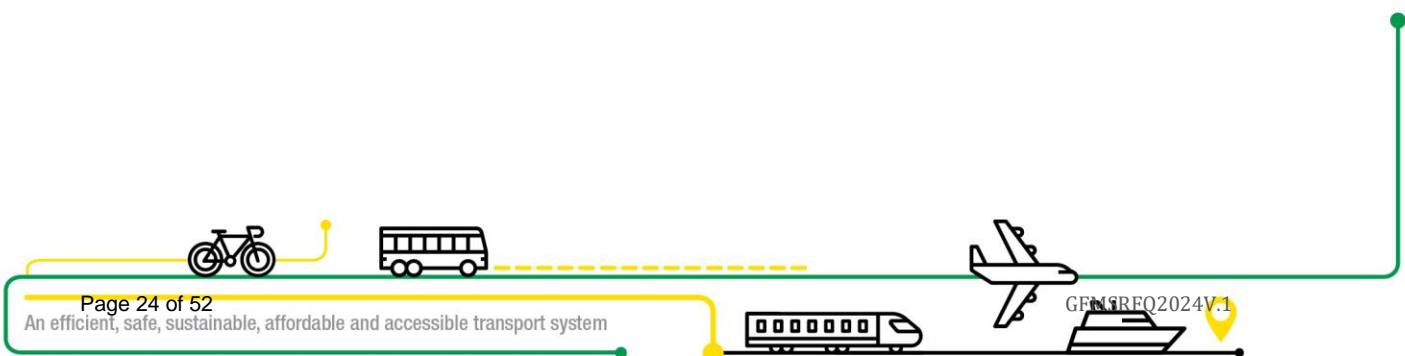 Page 24 of 52
GFMSRFQ2024V.1
An efficient, safe, sustainable, affordable and accessible transport system